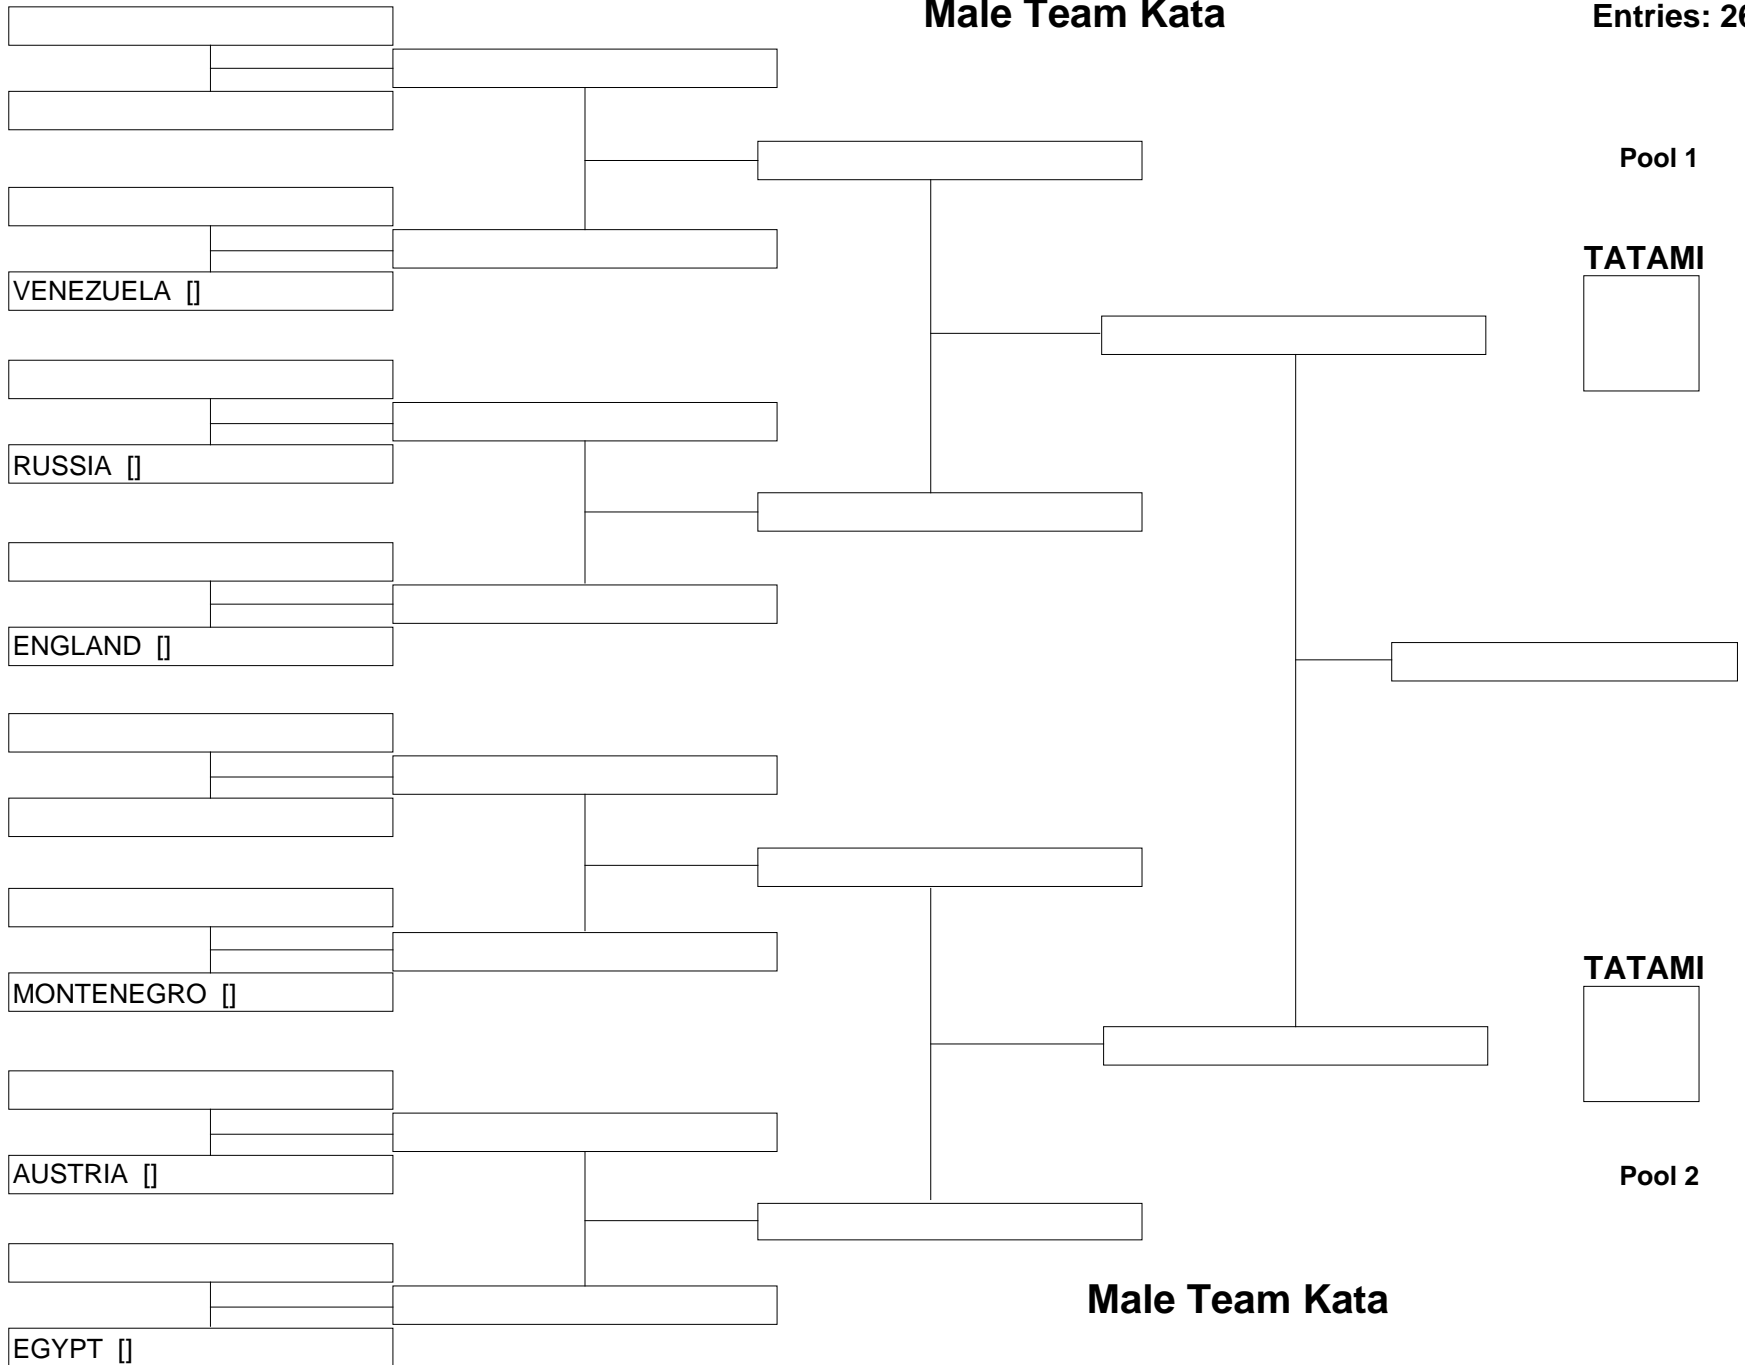 Male Team Kata
Entries: 26
Pool 1
TATAMI
VENEZUELA []
RUSSIA []
ENGLAND []
MONTENEGRO []
TATAMI
AUSTRIA []
Pool 2
Male Team Kata
EGYPT []